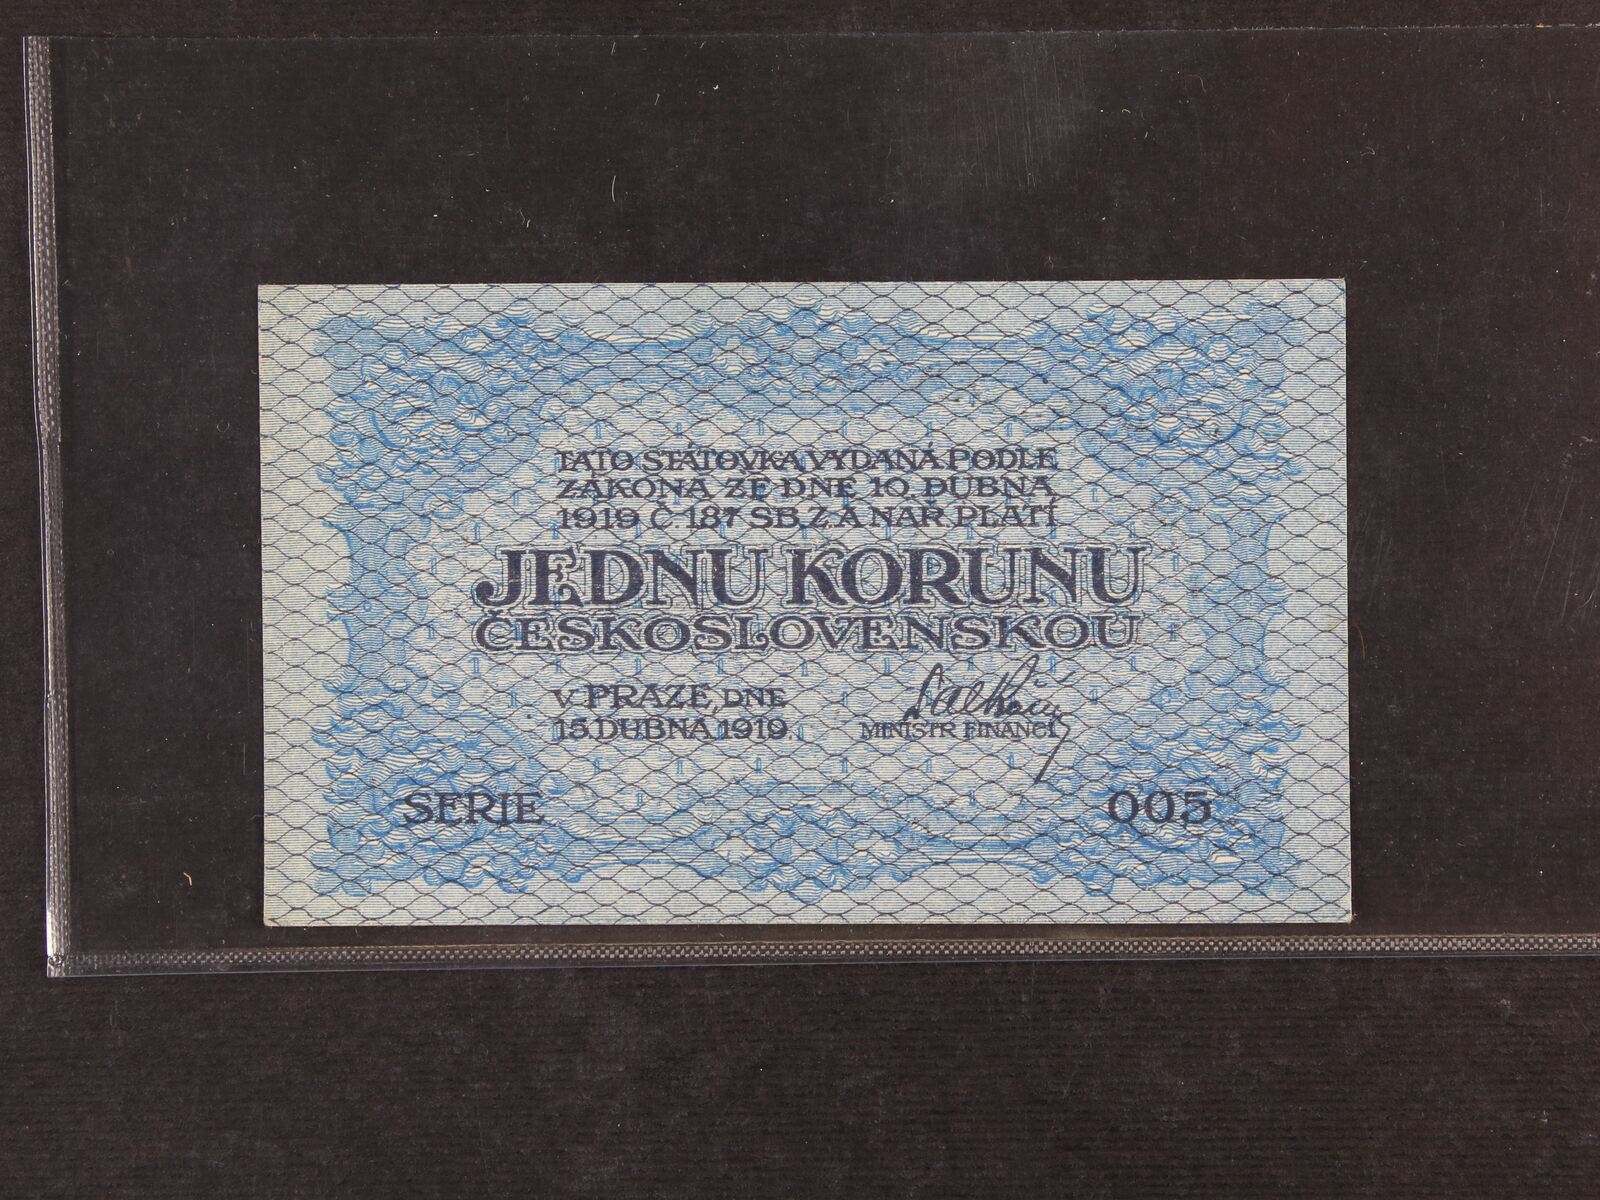 TATO STÁTOVKA VYDANÁ PODLE
ZÁKONA ZE DNE 10. DUBNA
1919 Č. 187 SB. Z. A NAŘ. PLATÍ
JEDNU KORUNU
ČESKOSLOVENSKOU
V PRAZE, DNE
15. DUBNA 1919.
MINISTR FINANCÍ
SERIE 005